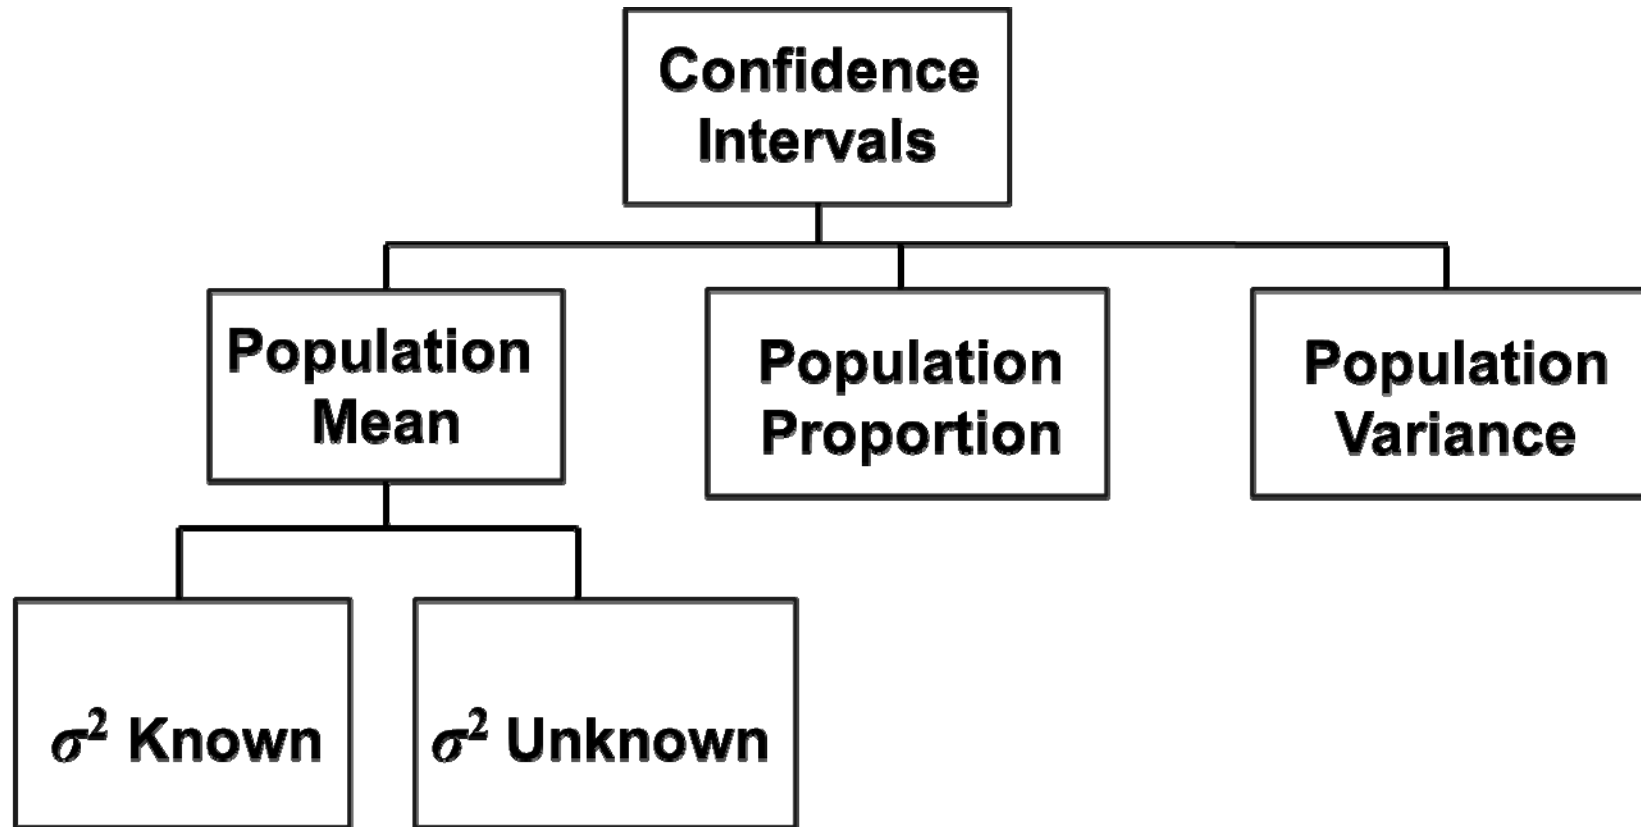 Confidence
Intervals
Population
Mean
Population
Proportion
Population
Variance
σ² Known
σ² Unknown